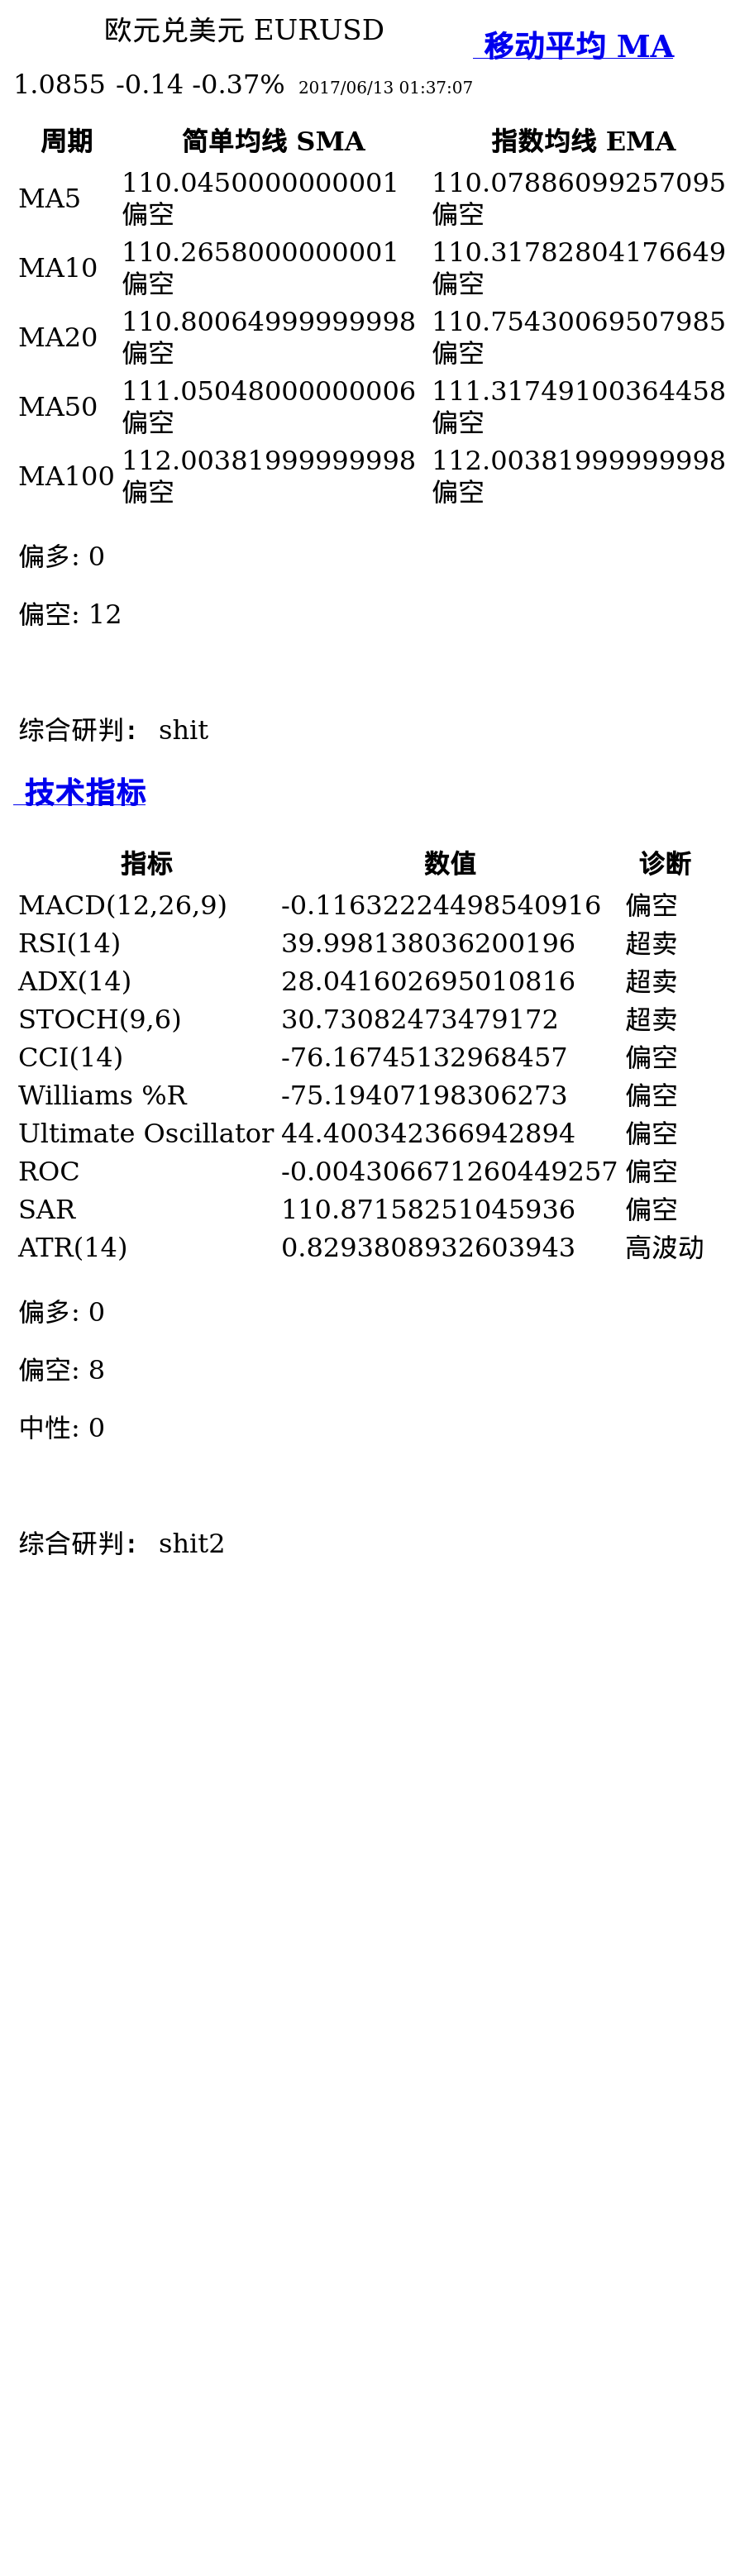 欧元兑美元 EURUSD
移动平均 MA
1.0855 -0.14 -0.37% 2017/06/13 01:37:07
周期 简单均线 SMA 指数均线 EMA
MA5 110.0450000000001 偏空 110.07886099257095 偏空
MA10 110.2658000000001 偏空 110.31782804176649 偏空
MA20 110.80064999999998 偏空 110.75430069507985 偏空
MA50 111.05048000000006 偏空 111.31749100364458 偏空
MA100 112.00381999999998 偏空 112.00381999999998 偏空
偏多: 0
偏空: 12
综合研判: shit
技术指标
指标 数值 诊断
MACD(12,26,9) -0.11632224498540916 偏空
RSI(14) 39.998138036200196 超卖
ADX(14) 28.041602695010816 超卖
STOCH(9,6) 30.73082473479172 超卖
CCI(14) -76.16745132968457 偏空
Williams %R -75.19407198306273 偏空
Ultimate Oscillator 44.400342366942894 偏空
ROC -0.004306671260449257 偏空
SAR 110.87158251045936 偏空
ATR(14) 0.8293808932603943 高波动
偏多: 0
偏空: 8
中性: 0
综合研判: shit2